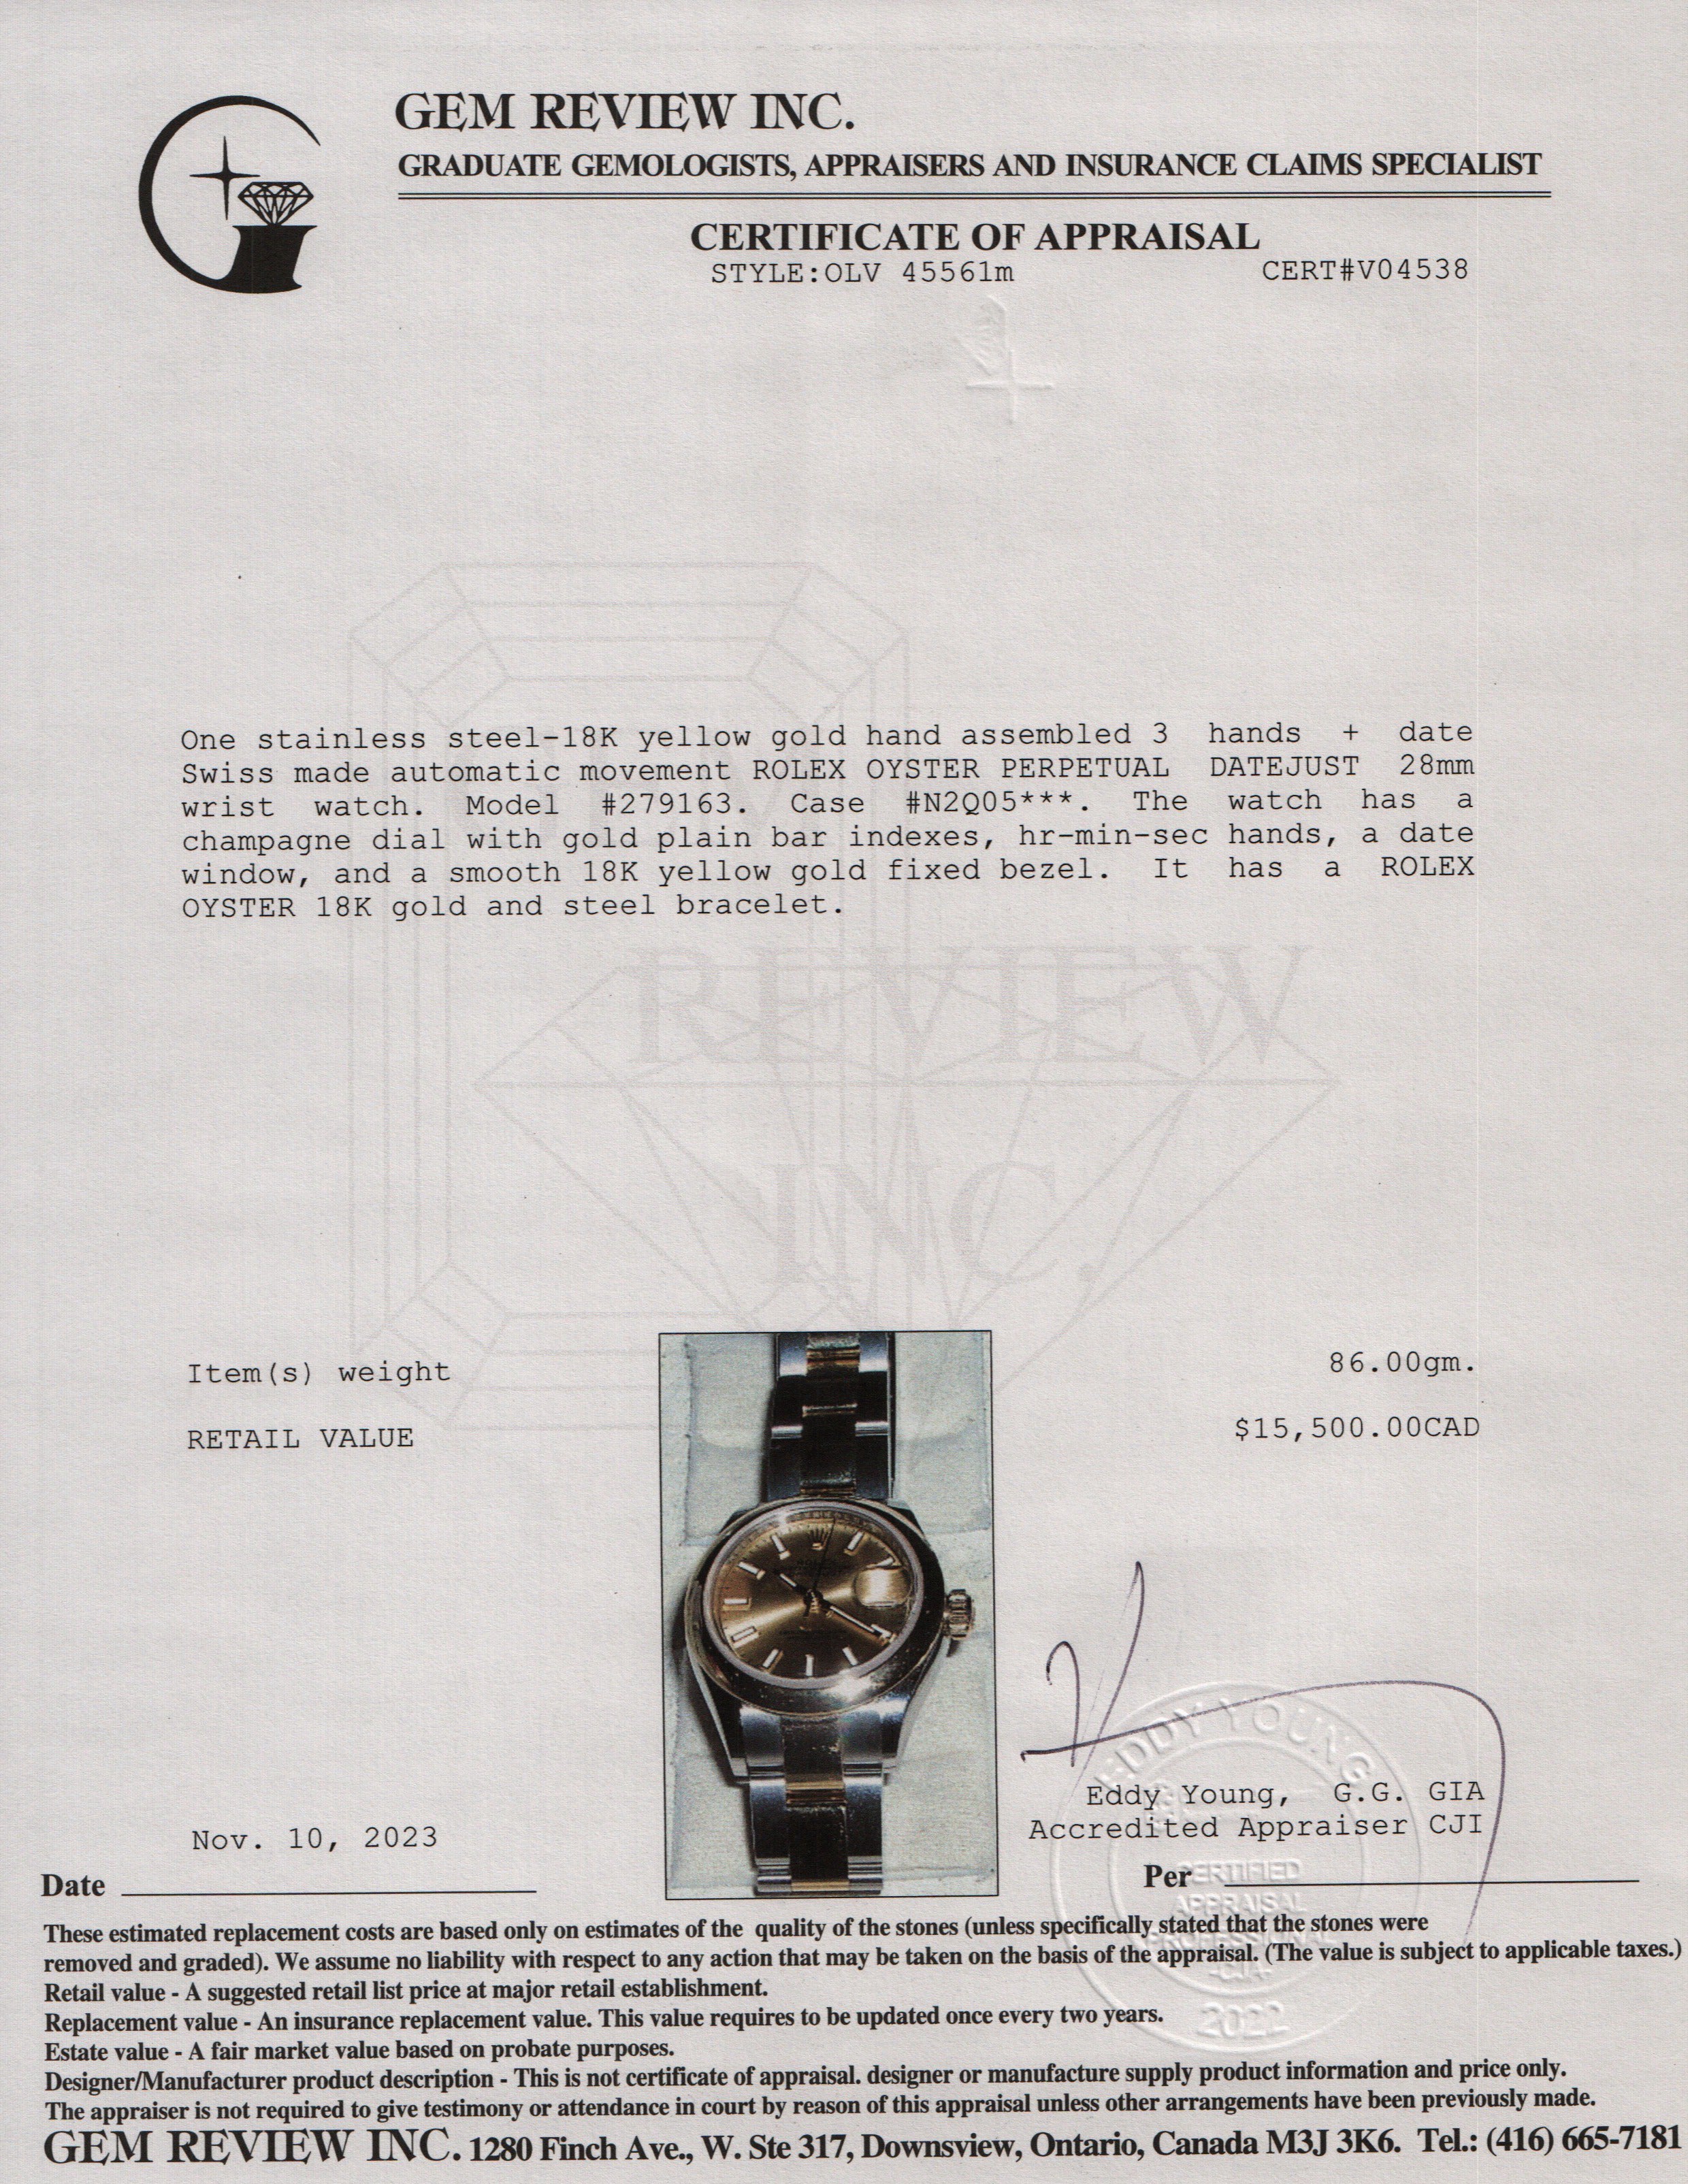 GEM REVIEW INC.
GRADUATE GEMOLOGISTS, APPRAISERS AND INSURANCE CLAIMS SPECIALIST
CERTIFICATE OF APPRAISAL
STYLE:OLV 45561m
CERT#V04538
One stainless steel-18K yellow gold hand assembled 3 hands + date
Swiss made automatic movement ROLEX OYSTER PERPETUAL DATEJUST 28mm
wrist watch. Model #279163. Case #N2Q05***. The watch has a
champagne dial with gold plain bar indexes, hr-min-sec hands, a date
window, and a smooth 18K yellow gold fixed bezel. It has a ROLEX
OYSTER 18K gold and steel bracelet.
REVIEW
INC.
Item(s) weight
86.00gm.
RETAIL VALUE
$15,500.00CAD
ROLEX
EDDY YOUNG
Eddy Young, G.G. GIA
Accredited Appraiser CJI
Nov. 10, 2023
Date
Per
CERTIFIED
APPRAISAL
PROFESSIONAL
-CJA-
2022
These estimated replacement costs are based only on estimates of the quality of the stones (unless specifically stated that the stones were
removed and graded). We assume no liability with respect to any action that may be taken on the basis of the appraisal. (The value is subject to applicable taxes.)
Retail value - A suggested retail list price at major retail establishment.
Replacement value - An insurance replacement value. This value requires to be updated once every two years.
Estate value - A fair market value based on probate purposes.
Designer/Manufacturer product description - This is not certificate of appraisal. designer or manufacture supply product information and price only.
The appraiser is not required to give testimony or attendance in court by reason of this appraisal unless other arrangements have been previously made.
GEM REVIEW INC. 1280 Finch Ave., W. Ste 317, Downsview, Ontario, Canada M3J 3K6. Tel.: (416) 665-7181